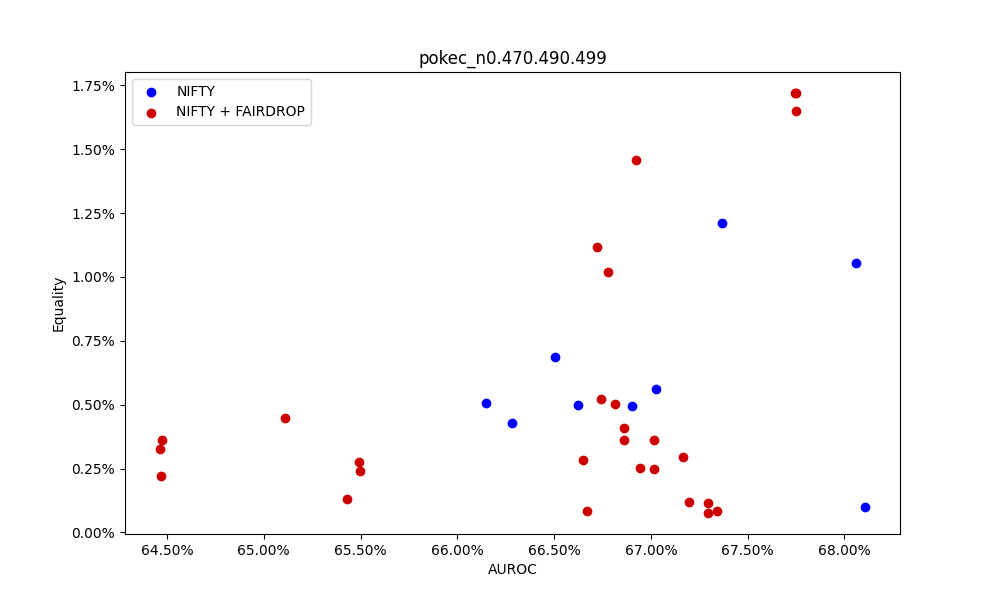 pokec_n0.470.490.499
NIFTY
NIFTY + FAIRDROP
1.75%
1.50%
1.25%
1.00%
0.75%
0.50%
0.25%
0.00%
Equality
64.50% 65.00% 65.50% 66.00% 66.50% 67.00% 67.50% 68.00%
AUROC